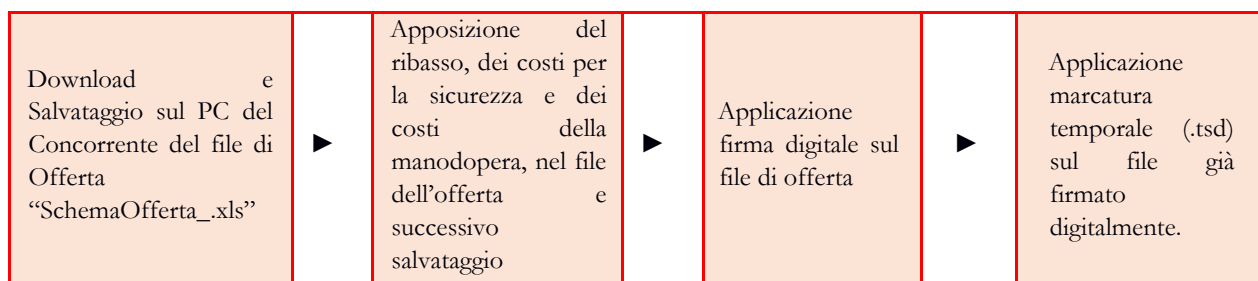 Download e
Salvataggio sul PC del
Concorrente del file di
Offerta
“SchemaOfferta_.xls”
►
Apposizione del
ribasso, dei costi per
la sicurezza e dei
costi della
manodopera, nel file
dell’offerta e
successivo
salvataggio
►
Applicazione
firma digitale sul
file di offerta
►
Applicazione
marcatura
temporale (.tsd)
sul file già
firmato
digitalmente.